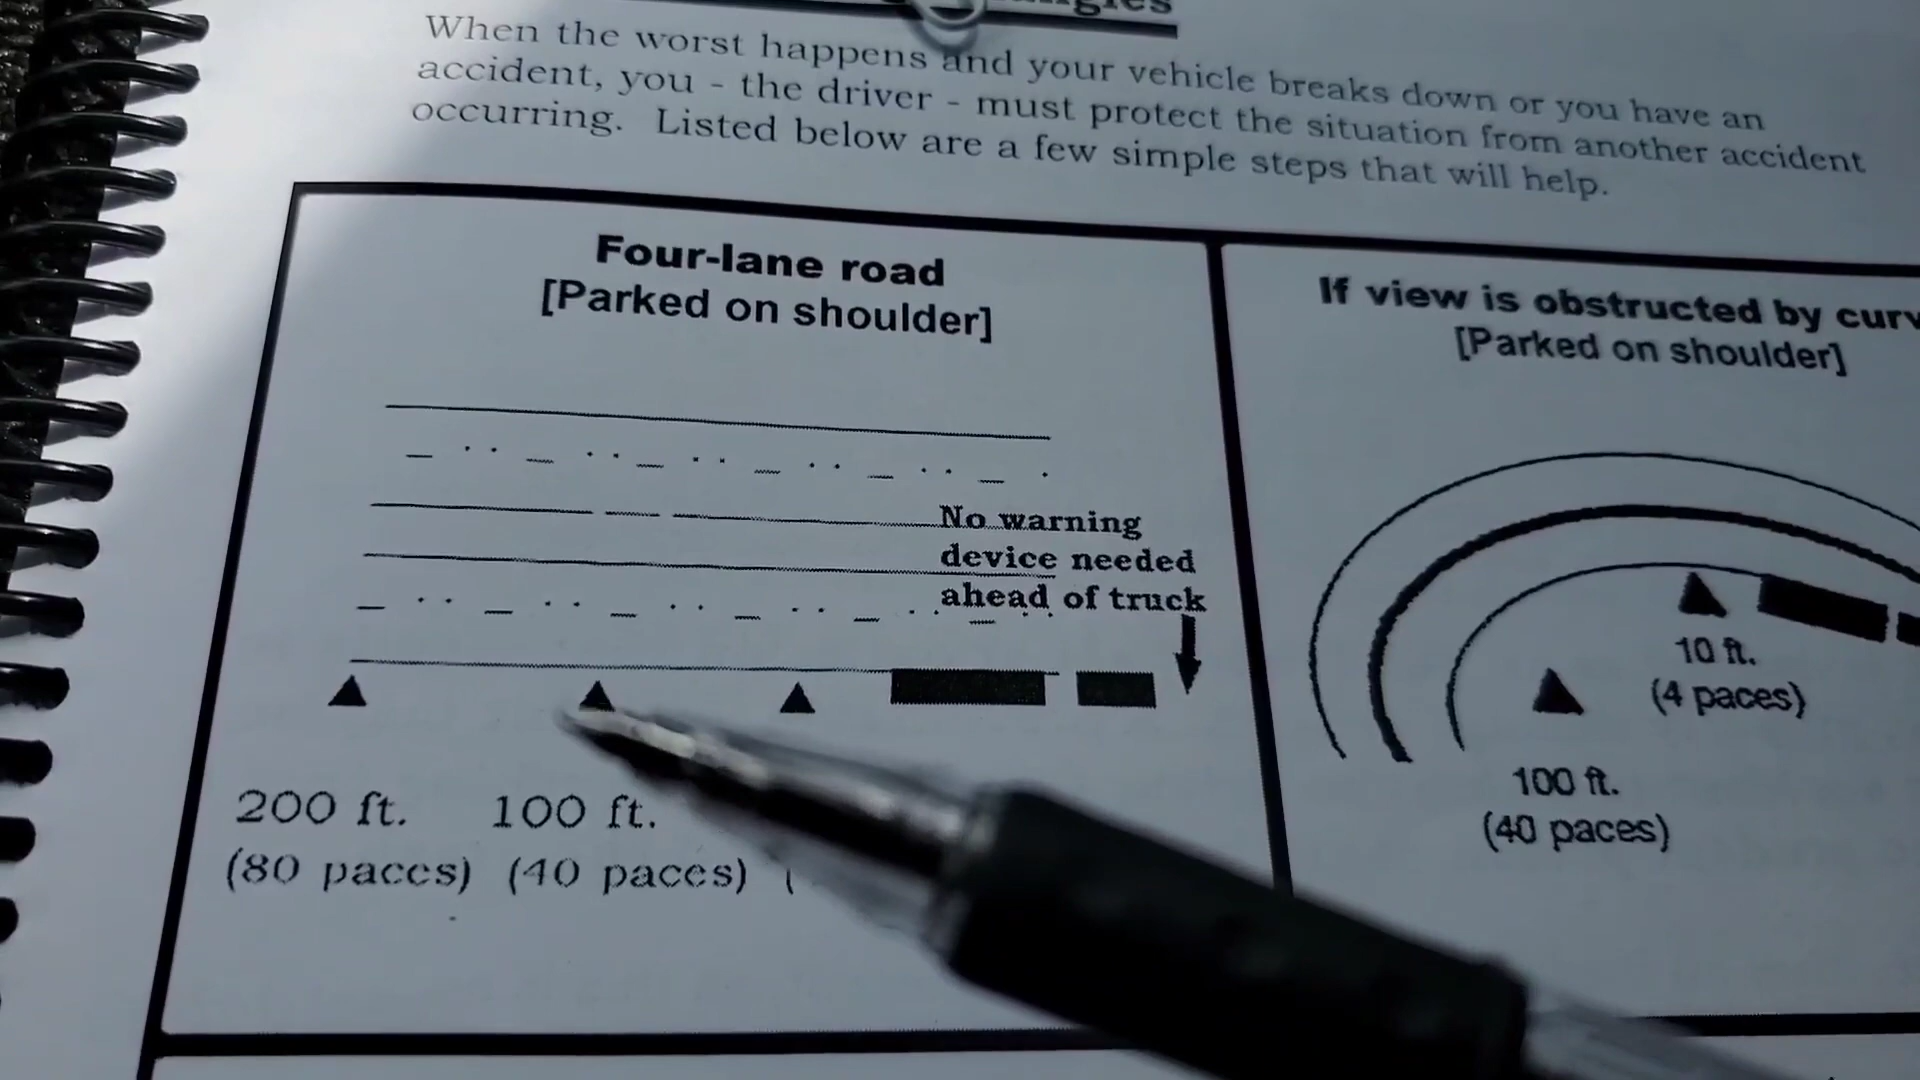 When the worst happens and your vehicle breaks down or you have an
accident, you - the driver - must protect the situation from another accident
occurring. Listed below are a few simple steps that will help.
Four-lane road
[Parked on shoulder]
No warning
device needed
ahead of truck
200 ft. 100 ft.
(80 paces) (40 paces) (
If view is obstructed by curv
[Parked on shoulder]
10 ft.
(4 paces)
100 ft.
(40 paces)